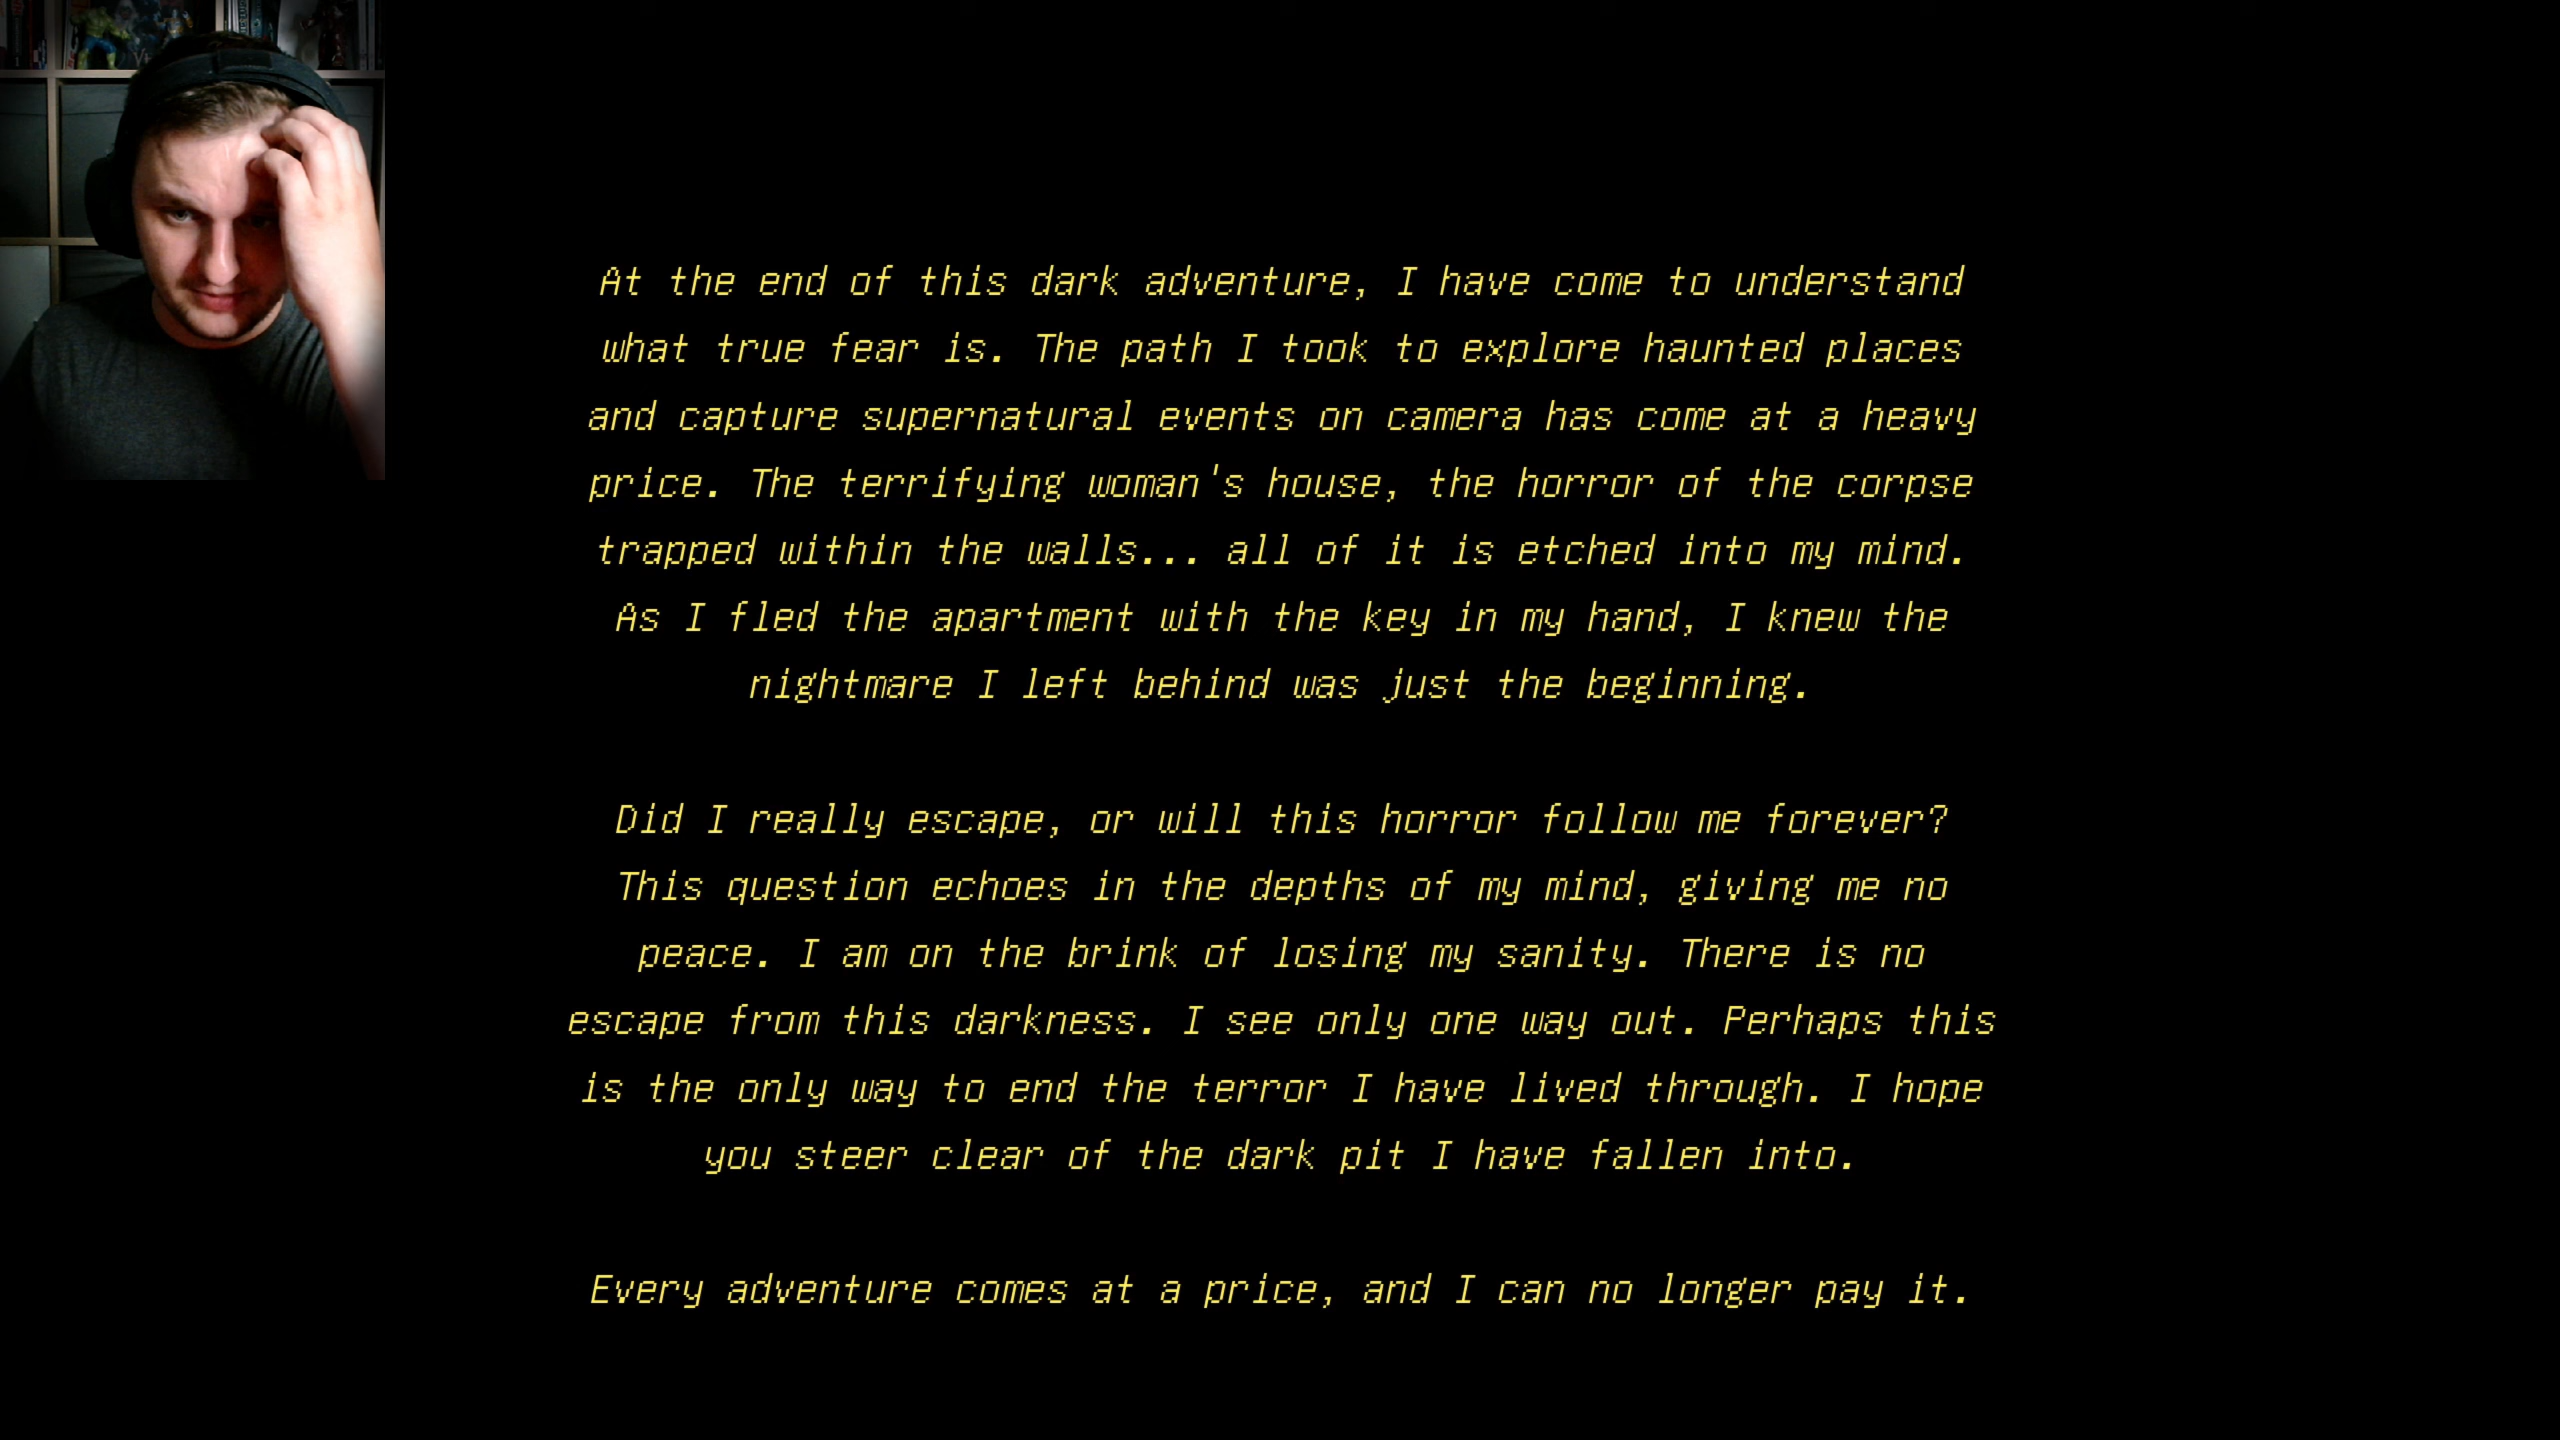 At the end of this dark adventure, I have come to understand
what true fear is. The path I took to explore haunted places
and capture supernatural events on camera has come at a heavy
price. The terrifying woman's house, the horror of the corpse
trapped within the walls... all of it is etched into my mind.
As I fled the apartment with the key in my hand, I knew the
nightmare I left behind was just the beginning.
Did I really escape, or will this horror follow me forever?
This question echoes in the depths of my mind, giving me no
peace. I am on the brink of losing my sanity. There is no
escape from this darkness. I see only one way out. Perhaps this
is the only way to end the terror I have lived through. I hope
you steer clear of the dark pit I have fallen into.
Every adventure comes at a price, and I can no longer pay it.